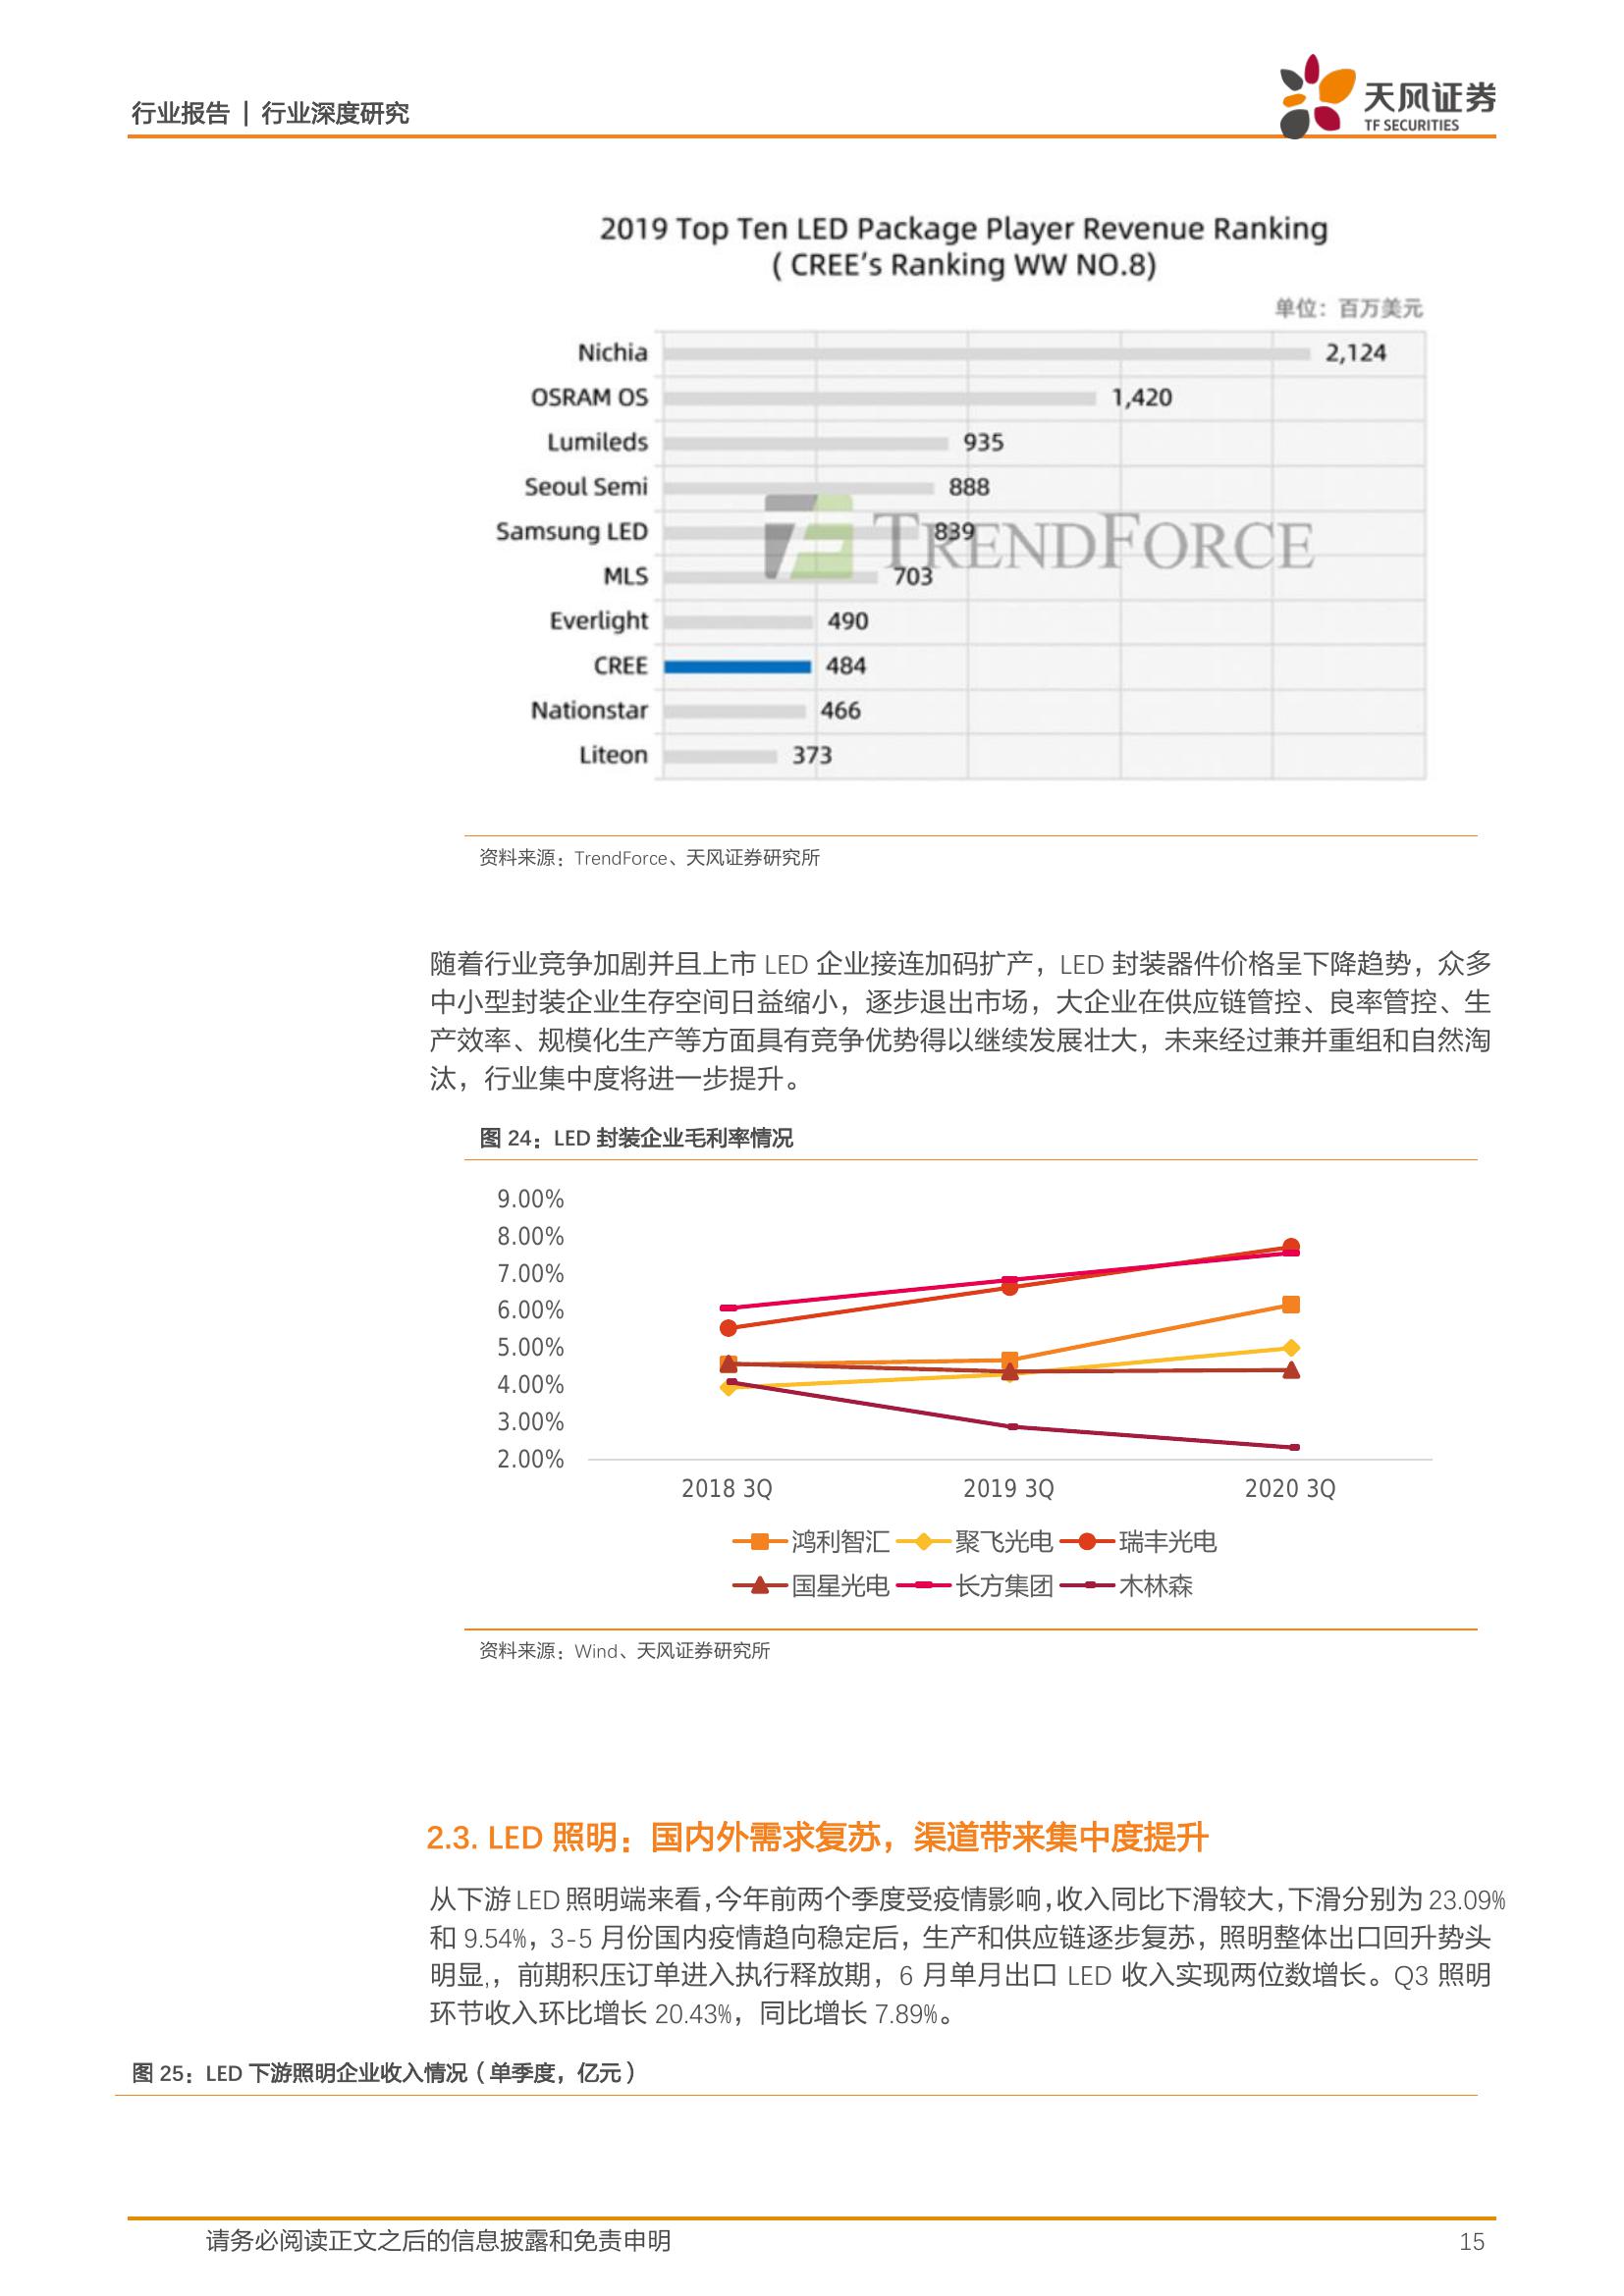 行业报告 | 行业深度研究
天风证券
TF SECURITIES
2019 Top Ten LED Package Player Revenue Ranking
( CREE’s Ranking WW NO.8)
单位：百万美元
Nichia 2,124
OSRAM OS 1,420
Lumileds 935
Seoul Semi 888
Samsung LED 839
TRENDFORCE
MLS 703
Everlight 490
CREE 484
Nationstar 466
Liteon 373
资料来源：TrendForce、天风证券研究所
随着行业竞争加剧并且上市 LED 企业接连加码扩产，LED 封装器件价格呈下降趋势，众多
中小型封装企业生存空间日益缩小，逐步退出市场，大企业在供应链管控、良率管控、生
产效率、规模化生产等方面具有竞争优势得以继续发展壮大，未来经过兼并重组和自然淘
汰，行业集中度将进一步提升。
图 24：LED 封装企业毛利率情况
9.00%
8.00%
7.00%
6.00%
5.00%
4.00%
3.00%
2.00%
2018 3Q 2019 3Q 2020 3Q
鸿利智汇 聚飞光电 瑞丰光电
国星光电 长方集团 木林森
资料来源：Wind、天风证券研究所
2.3. LED 照明：国内外需求复苏，渠道带来集中度提升
从下游 LED 照明端来看，今年前两个季度受疫情影响，收入同比下滑较大，下滑分别为 23.09%
和 9.54%，3-5 月份国内疫情趋向稳定后，生产和供应链逐步复苏，照明整体出口回升势头
明显,，前期积压订单进入执行释放期，6 月单月出口 LED 收入实现两位数增长。Q3 照明
环节收入环比增长 20.43%，同比增长 7.89%。
图 25：LED 下游照明企业收入情况（单季度，亿元）
请务必阅读正文之后的信息披露和免责申明 15